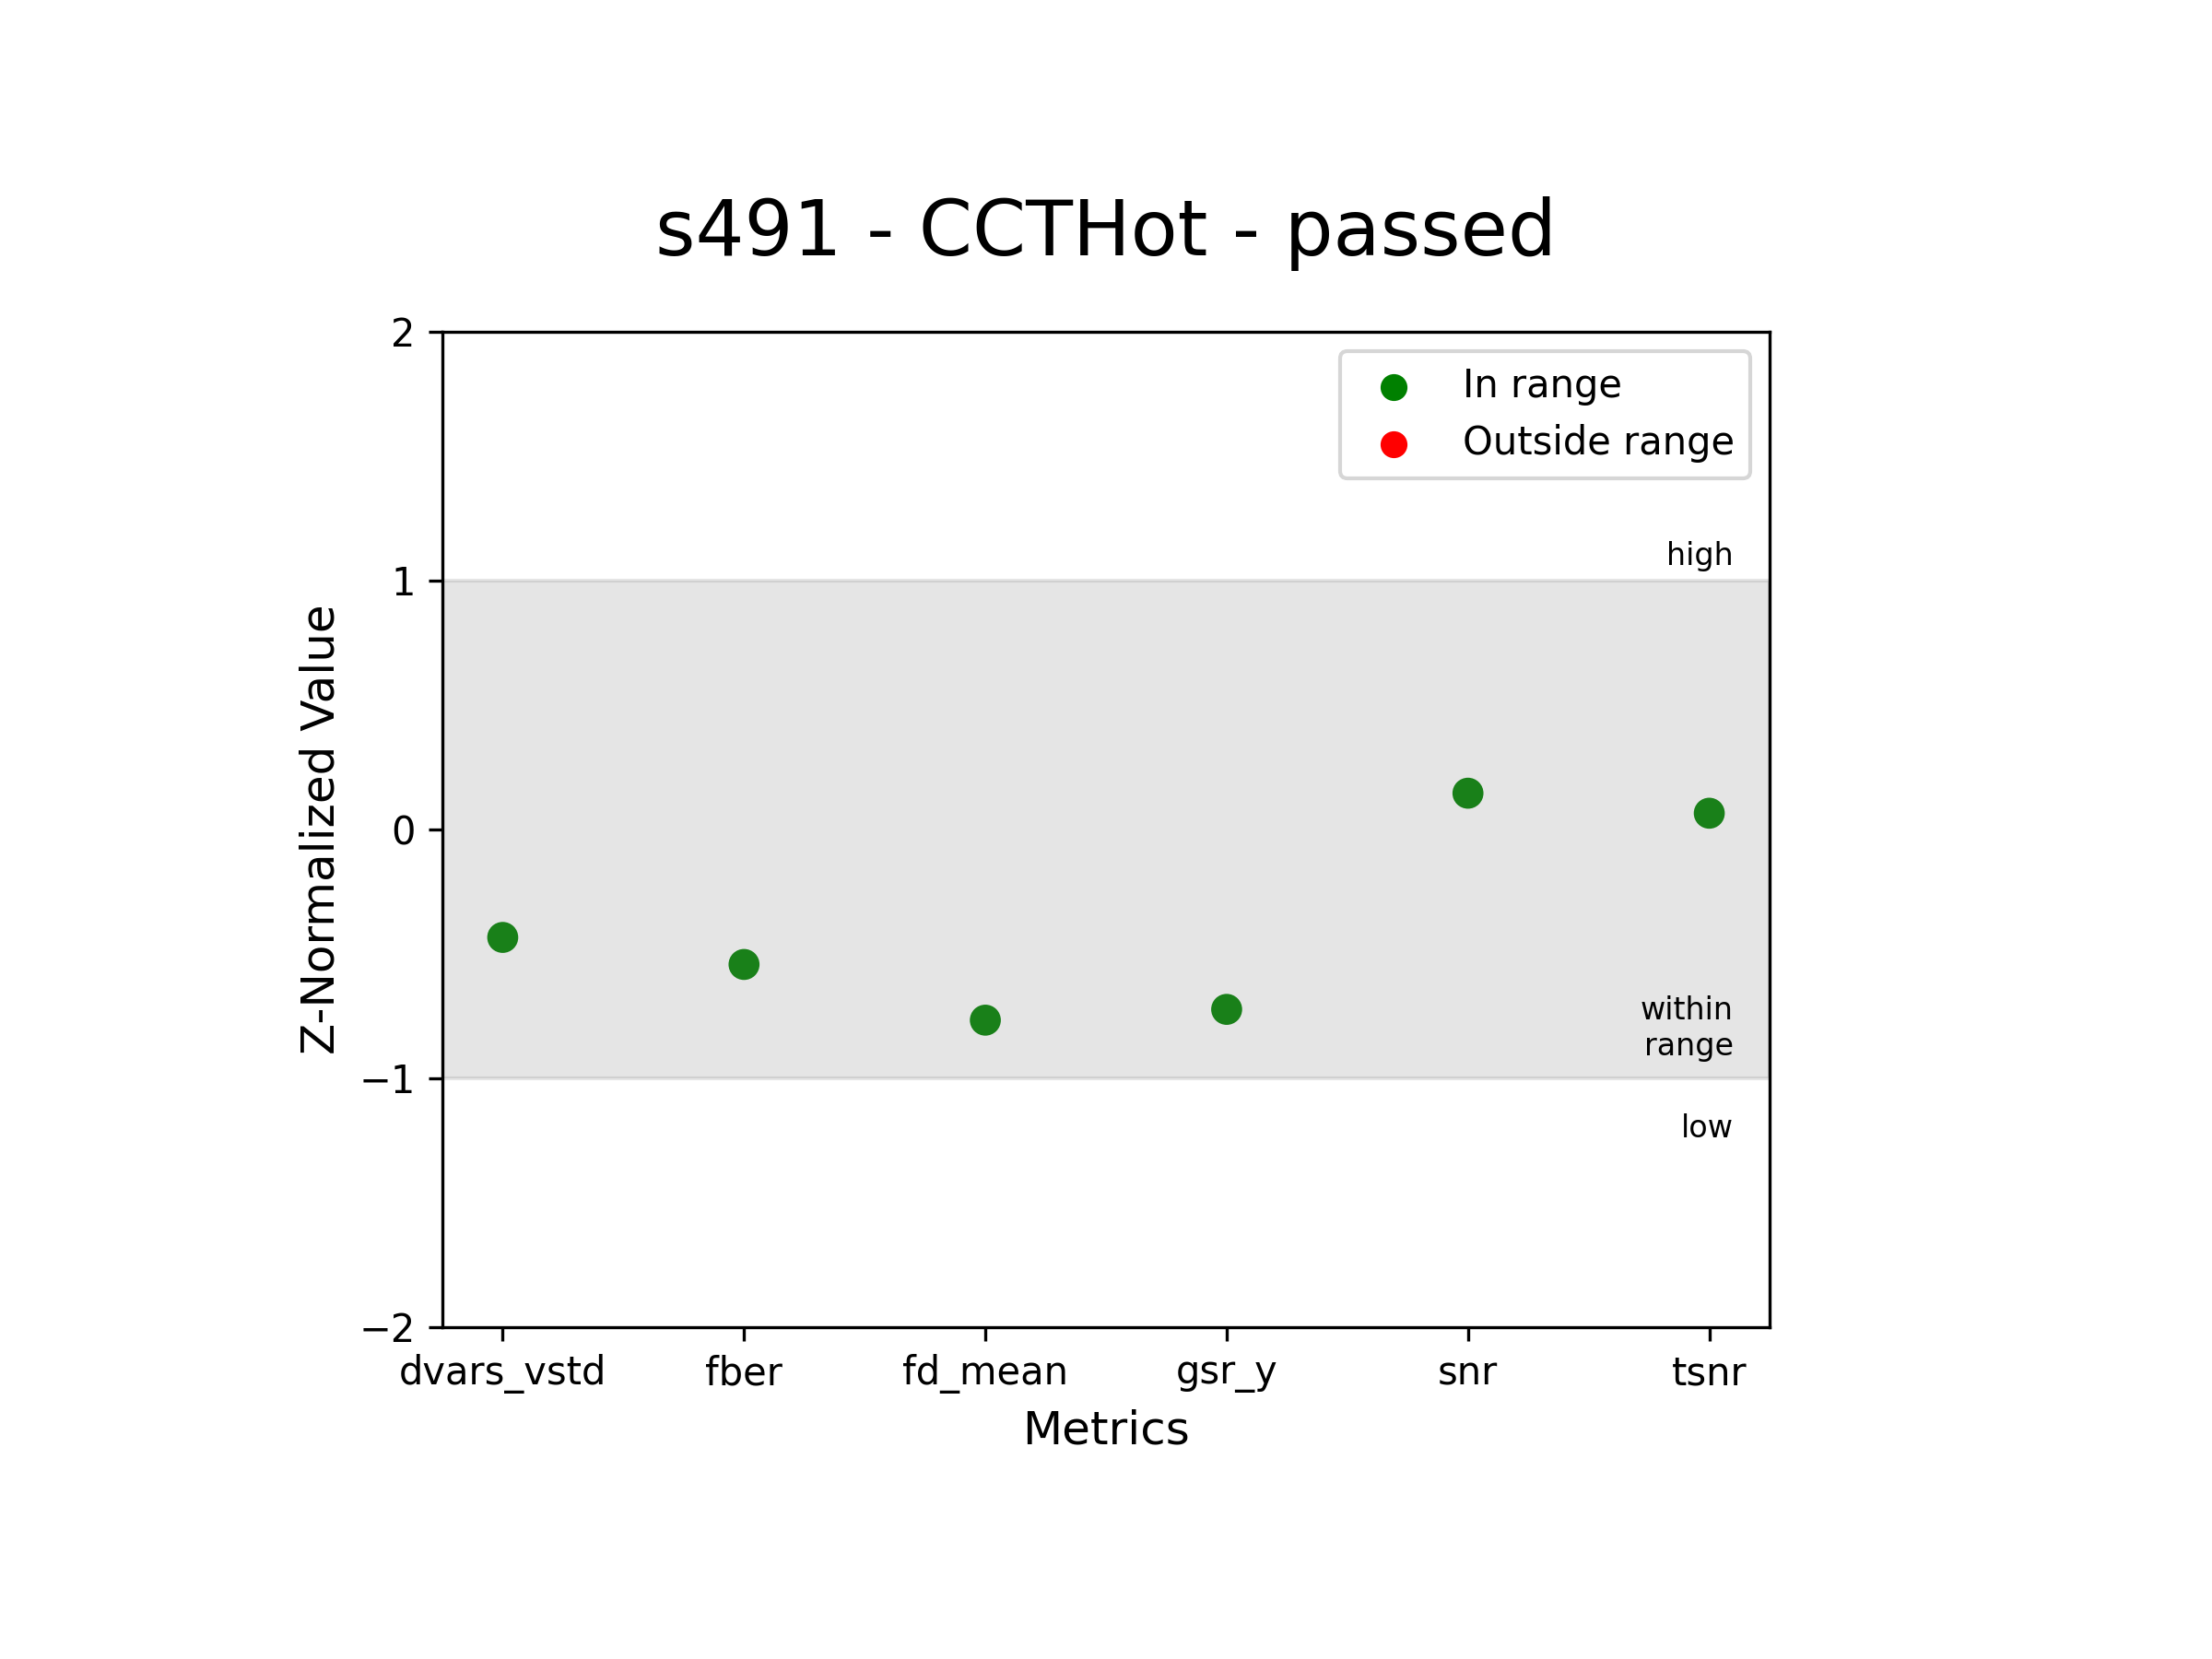 s491 - CCTHot - passed
2
In range
Outside range
high
1
Z-Normalized Value
0
within
range
−1
low
−2
dvars_vstd fber fd_mean gsr_y snr tsnr
Metrics